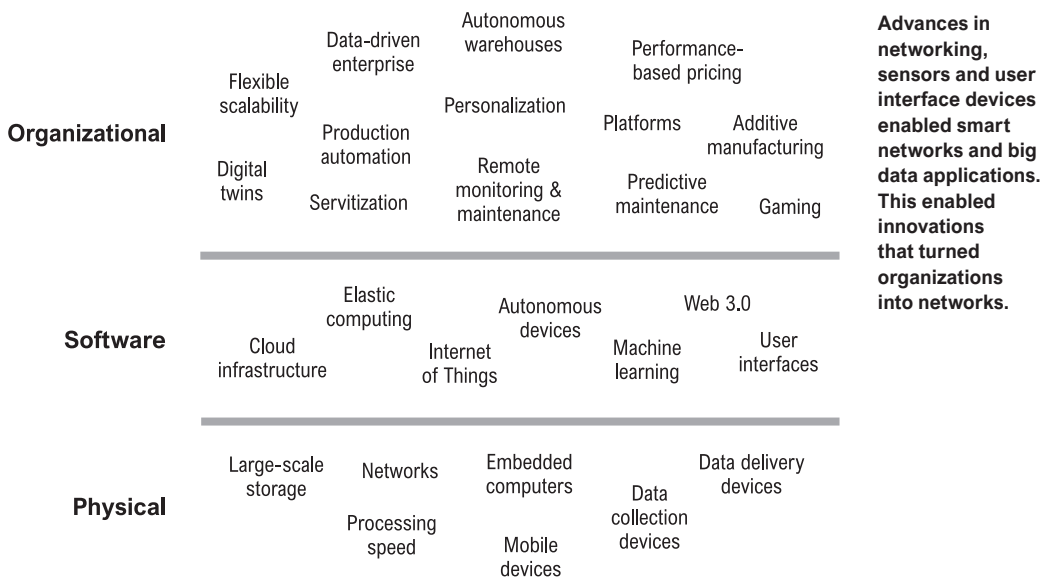 Organizational
Flexible
scalability
Data-driven
enterprise
Autonomous
warehouses
Performance-
based pricing
Production
automation
Personalization
Platforms
Additive
manufacturing
Digital
twins
Servitization
Remote
monitoring &
maintenance
Predictive
maintenance
Gaming
Software
Cloud
infrastructure
Elastic
computing
Internet
of Things
Autonomous
devices
Machine
learning
Web 3.0
User
interfaces
Physical
Large-scale
storage
Networks
Processing
speed
Embedded
computers
Mobile
devices
Data
collection
devices
Data delivery
devices
Advances in
networking,
sensors and user
interface devices
enabled smart
networks and big
data applications.
This enabled
innovations
that turned
organizations
into networks.